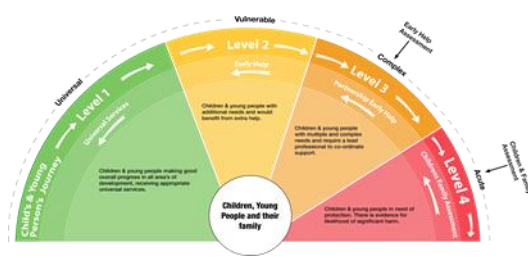 Universal
Vulnerable
Complex
Acute
Early Help
Assessment
Children & Family
Assessment
Child's & Young
Person's Journey
Level 1
Universal Services
Children & young people making good
overall progress in all area's of
development, receiving appropriate
universal services.
Level 2
Early Help
Children & young people with
additional needs and would
benefit from extra help.
Level 3
Partnership Early Help
Children & young people
with multiple and complex
needs and require a lead
professional to co-ordinate
support.
Level 4
Childrens Family Assessment
Children & young people in need of
protection. There is evidence for
likelihood of significant harm.
Children, Young
People and their
family